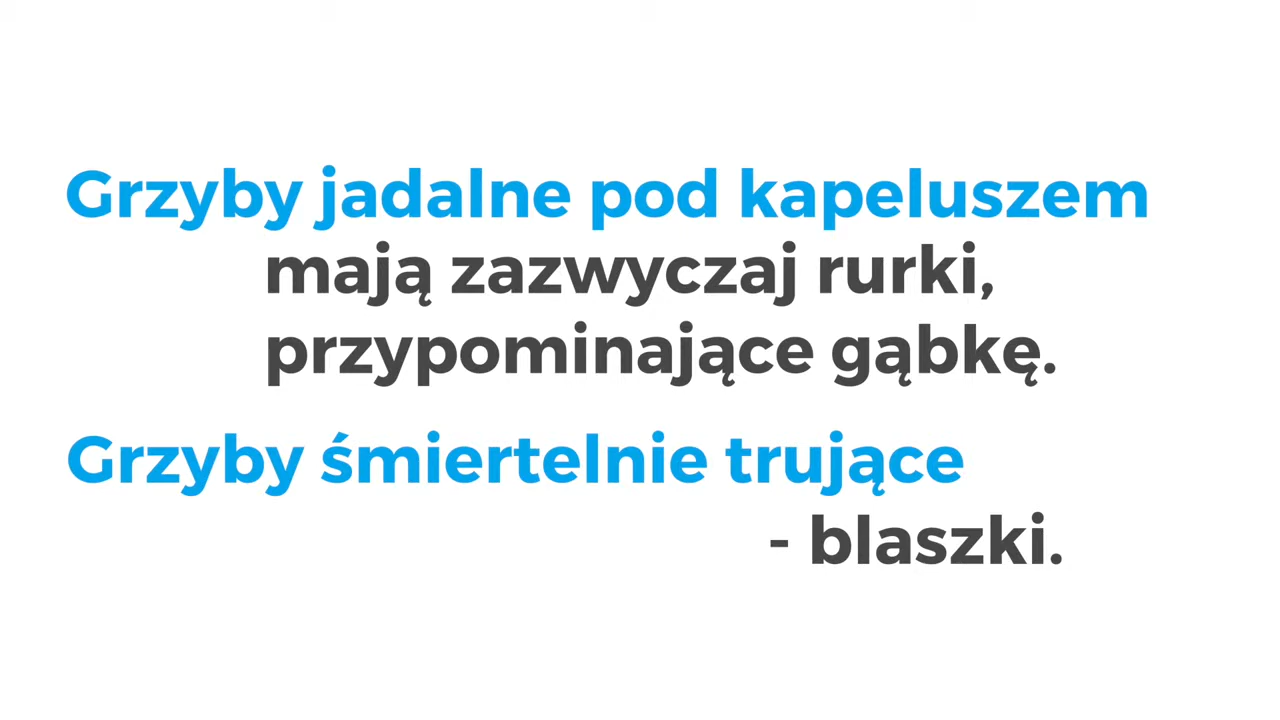 Grzyby jadalne pod kapeluszem
mają zazwyczaj rurki,
przypominające gąbkę.
Grzyby śmiertelnie trujące
- blaszki.